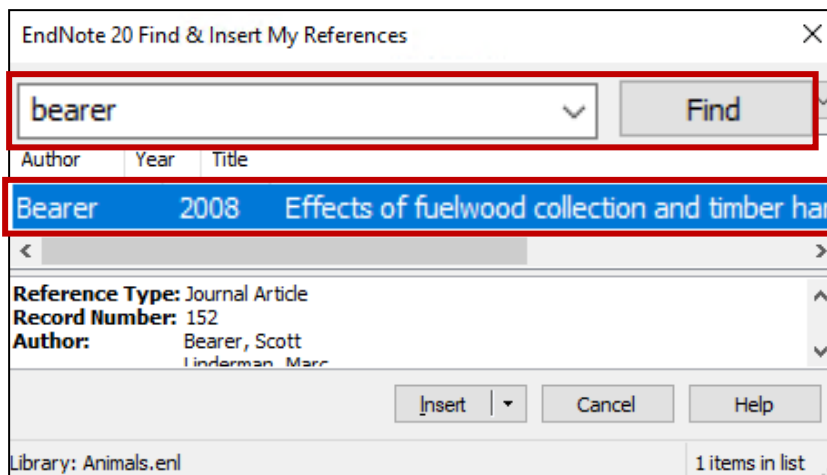 EndNote 20 Find & Insert My References
bearer Find
Author Year Title
Bearer 2008 Effects of fuelwood collection and timber har
Reference Type: Journal Article
Record Number: 152
Author: Bearer, Scott
Linderman, Marc
Insert Cancel Help
Library: Animals.enl 1 items in list